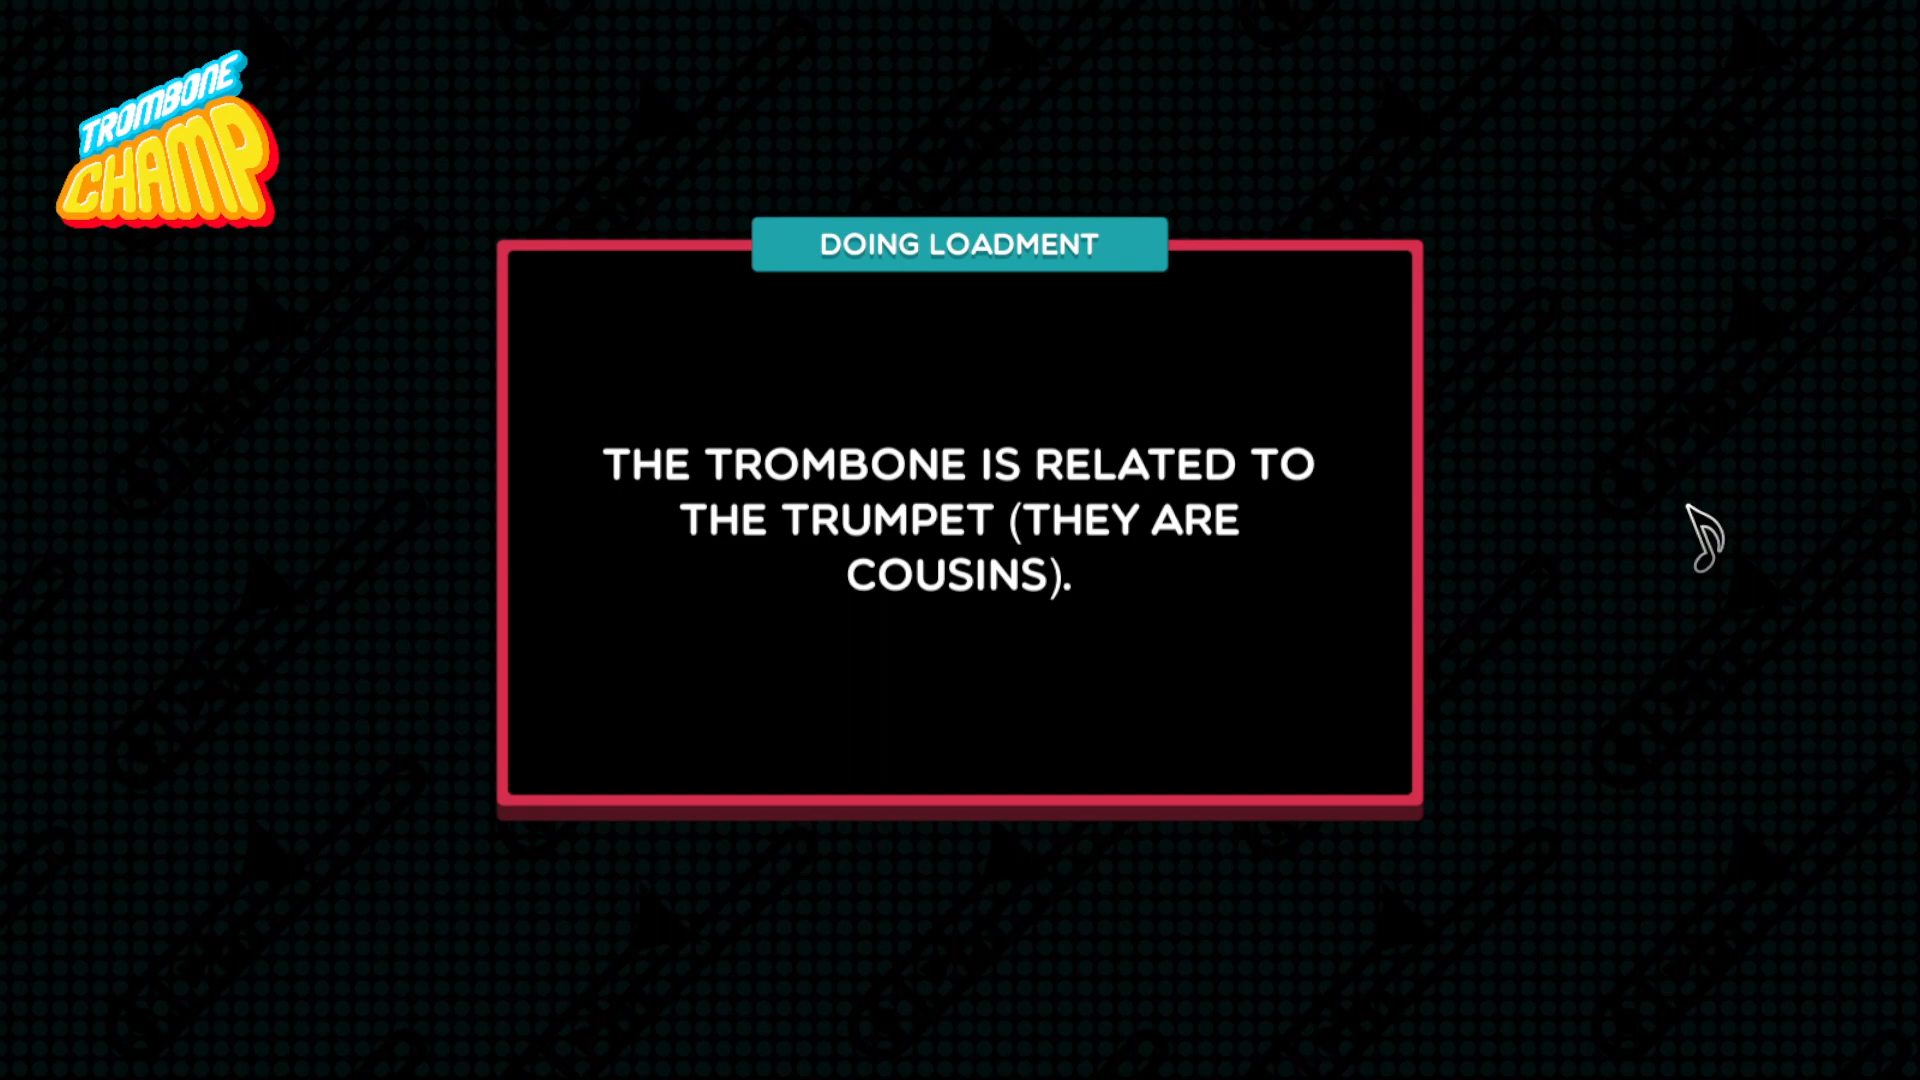 TROMBONE
CHAMP
DOING LOADMENT
THE TROMBONE IS RELATED TO
THE TRUMPET (THEY ARE
COUSINS).